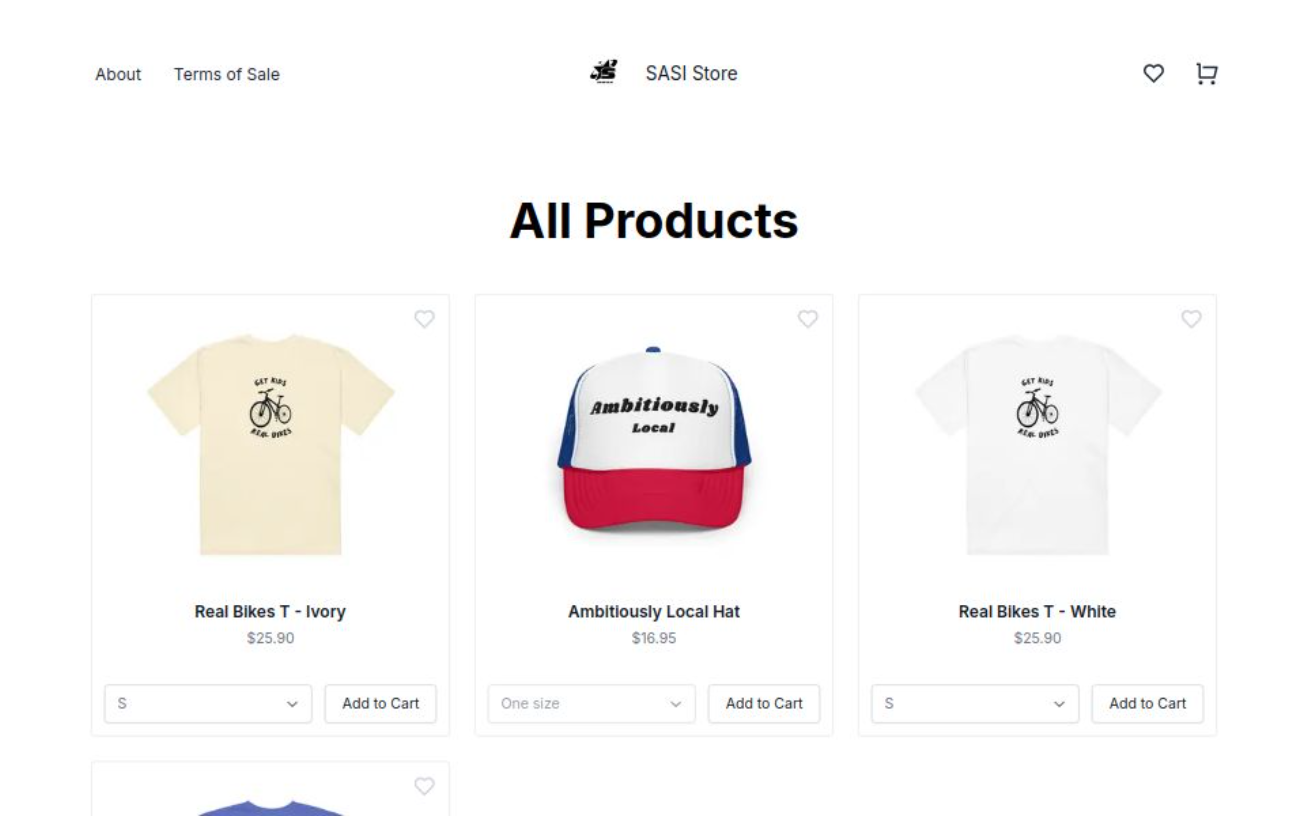 About
Terms of Sale
SASI Store
All Products
GET KIDS
REAL BIKES
Ambitiously
Local
GET KIDS
REAL BIKES
Real Bikes T - Ivory
$25.90
Ambitiously Local Hat
$16.95
Real Bikes T - White
$25.90
S
Add to Cart
One size
Add to Cart
S
Add to Cart